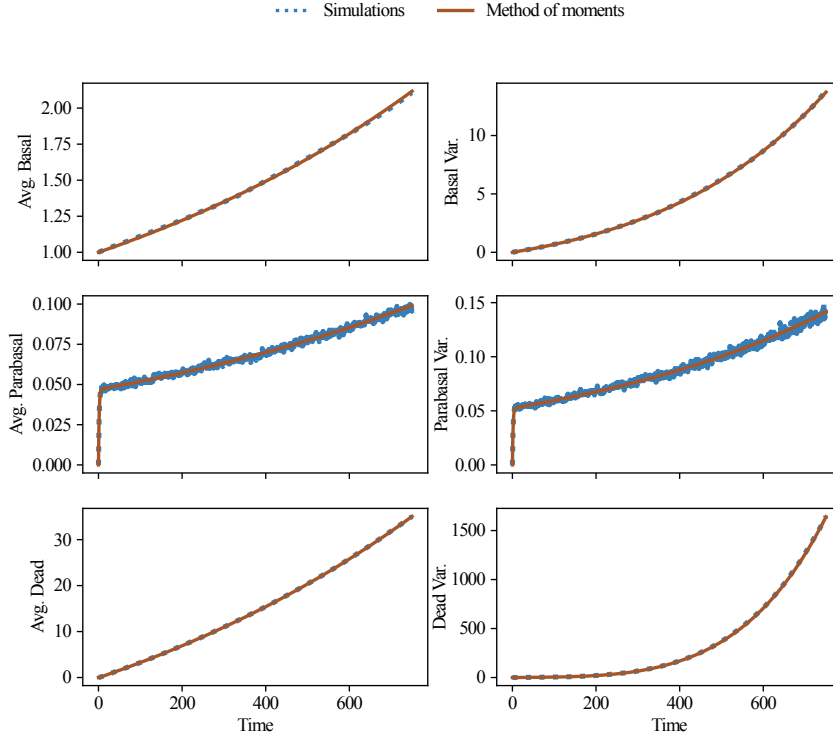 Simulations Method of moments
Avg. Basal
2.00
1.75
1.50
1.25
1.00
Basal Var.
10
5
0
Avg. Parabasal
0.100
0.075
0.050
0.025
0.000
Parabasal Var.
0.15
0.10
0.05
0.00
Avg. Dead
30
20
10
0
0 200 400 600
Time
Dead Var.
1500
1000
500
0
0 200 400 600
Time